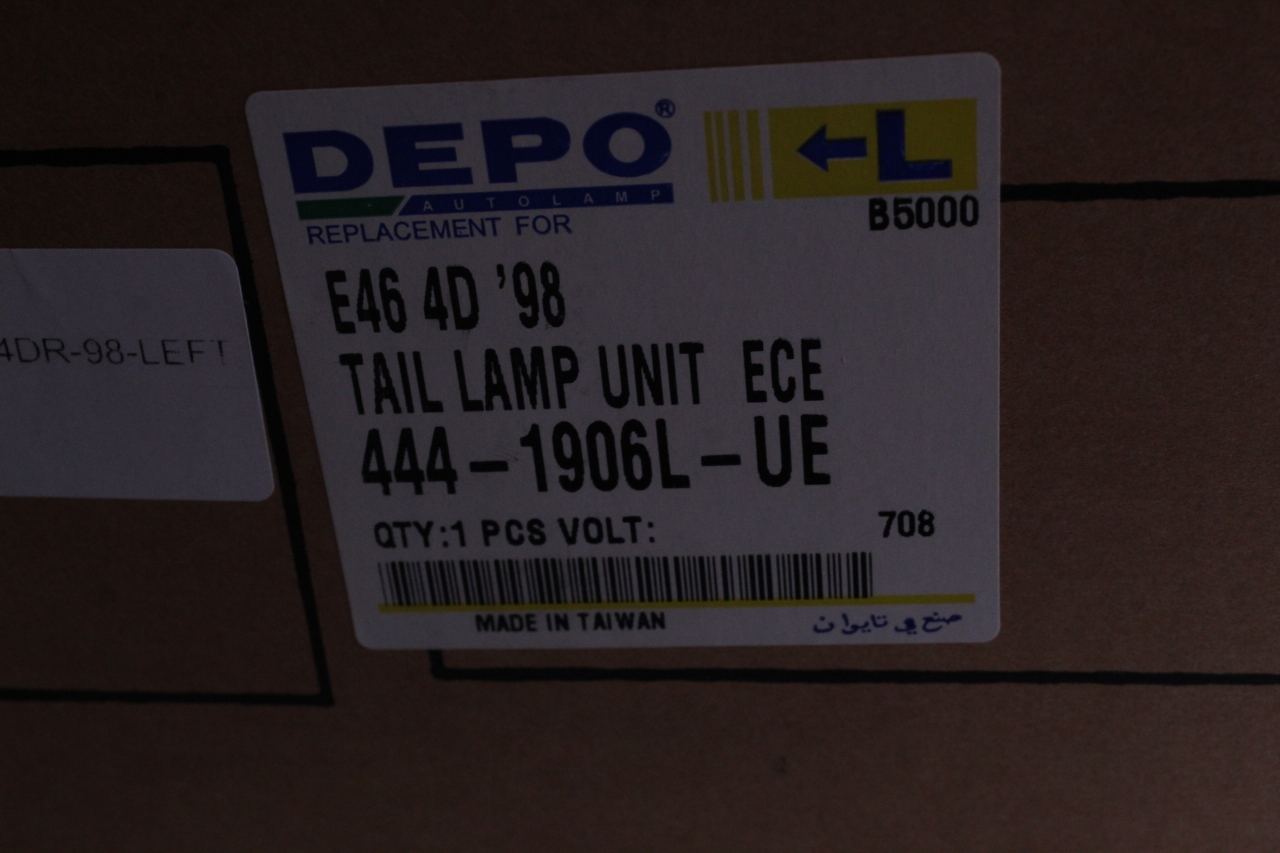 DEPO®
AUTOLAMP
REPLACEMENT FOR
←L
B5000
E46 4D '98
TAIL LAMP UNIT ECE
444-1906L-UE
QTY:1 PCS VOLT:
708
MADE IN TAIWAN
صنع في تايوان
4DR-98-LEFT